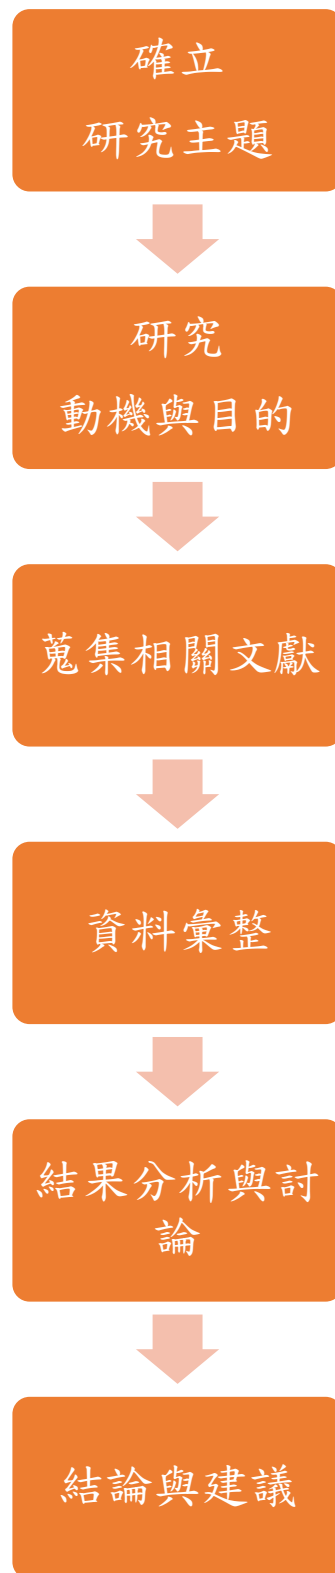 確立
研究主題
研究
動機與目的
蒐集相關文獻
資料彙整
結果分析與討
論
結論與建議